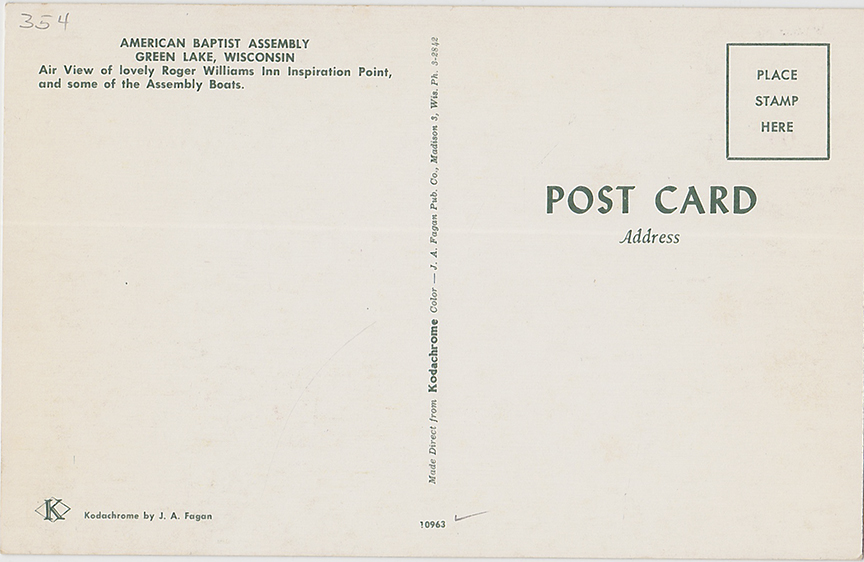 354
AMERICAN BAPTIST ASSEMBLY
GREEN LAKE, WISCONSIN
Air View of lovely Roger Williams Inn Inspiration Point,
and some of the Assembly Boats.
Made Direct from Kodachrome Color — J. A. Fagan Pub. Co., Madison 3, Wis. Ph. 3-2842
PLACE
STAMP
HERE
POST CARD
Address
K
Kodachrome by J. A. Fagan
10963